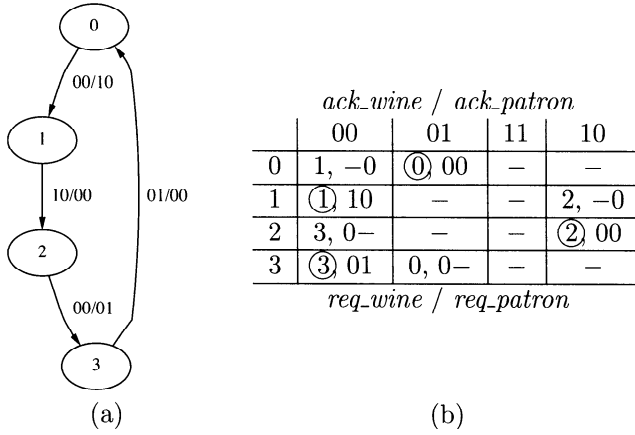 0
00/10
1
10/00
01/00
2
00/01
3
(a)
ack_wine / ack_patron
00 01 11 10
0 1, −0 0, 00 − −
1 1, 10 − − 2, −0
2 3, 0− − − 2, 00
3 3, 01 0, 0− − −
req_wine / req_patron
(b)